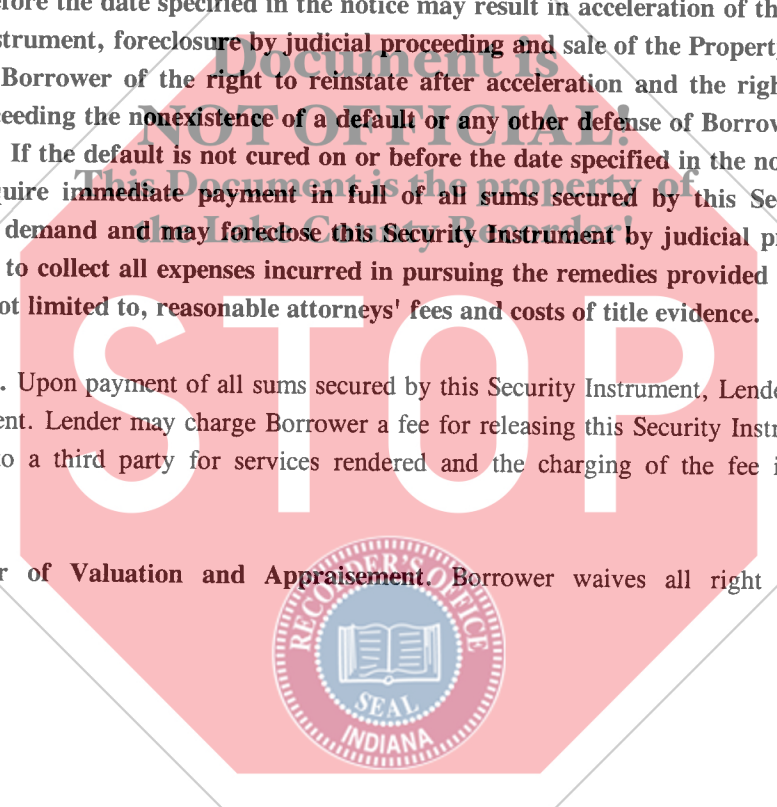 fore the date specified in the notice may result in acceleration of th
Document is
strument, foreclosure by judicial proceeding and sale of the Property
Borrower of the right to reinstate after acceleration and the righ
NOT OFFICIAL!
eeding the nonexistence of a default or any other defense of Borrow
If the default is not cured on or before the date specified in the no
This Document is the property of
quire immediate payment in full of all sums secured by this Sec
the Lake County Recorder!
demand and may foreclose this Security Instrument by judicial p
to collect all expenses incurred in pursuing the remedies provided
ot limited to, reasonable attorneys' fees and costs of title evidence.
STOP
. Upon payment of all sums secured by this Security Instrument, Lende
ent. Lender may charge Borrower a fee for releasing this Security Instr
to a third party for services rendered and the charging of the fee i
r of Valuation and Appraisement. Borrower waives all right
RECORDER'S OFFICE
SEAL
INDIANA